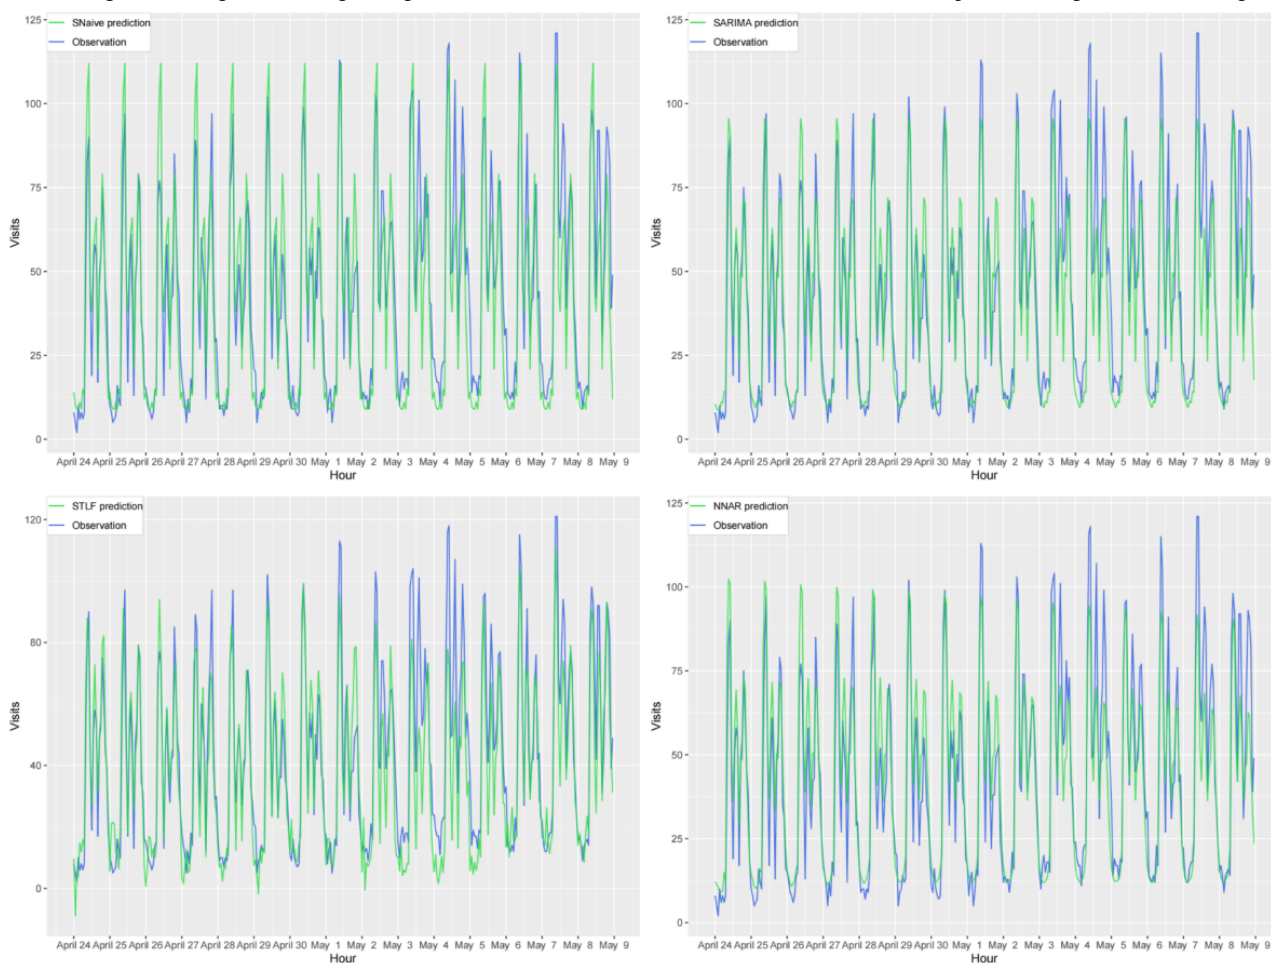 SNaive prediction
Observation
125
100
75
50
25
0
Visits
April 24 April 25 April 26 April 27 April 28 April 29 April 30 May 1 May 2 May 3 May 4 May 5 May 6 May 7 May 8 May 9
Hour
SARIMA prediction
Observation
125
100
75
50
25
0
Visits
April 24 April 25 April 26 April 27 April 28 April 29 April 30 May 1 May 2 May 3 May 4 May 5 May 6 May 7 May 8 May 9
Hour
STLF prediction
Observation
120
80
40
0
Visits
April 24 April 25 April 26 April 27 April 28 April 29 April 30 May 1 May 2 May 3 May 4 May 5 May 6 May 7 May 8 May 9
Hour
NNAR prediction
Observation
125
100
75
50
25
0
Visits
April 24 April 25 April 26 April 27 April 28 April 29 April 30 May 1 May 2 May 3 May 4 May 5 May 6 May 7 May 8 May 9
Hour